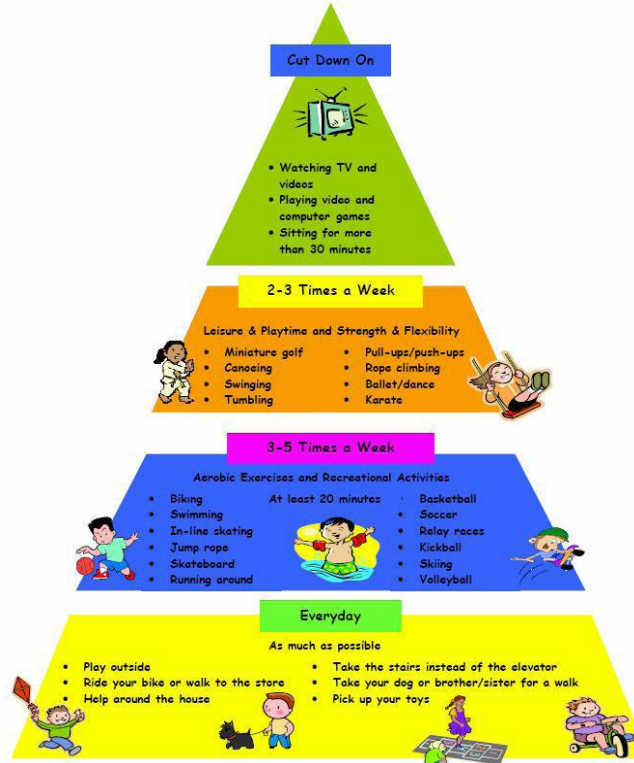 Cut Down On
• Watching TV and
videos
• Playing video and
computer games
• Sitting for more
than 30 minutes
2-3 Times a Week
Leisure & Playtime and Strength & Flexibility
• Miniature golf
• Canoeing
• Swinging
• Tumbling
• Pull-ups/push-ups
• Rope climbing
• Ballet/dance
• Karate
3-5 Times a Week
Aerobic Exercises and Recreational Activities
At least 20 minutes
• Biking
• Swimming
• In-line skating
• Jump rope
• Skateboard
• Running around
• Basketball
• Soccer
• Relay races
• Kickball
• Skiing
• Volleyball
Everyday
As much as possible
• Play outside
• Ride your bike or walk to the store
• Help around the house
• Take the stairs instead of the elevator
• Take your dog or brother/sister for a walk
• Pick up your toys